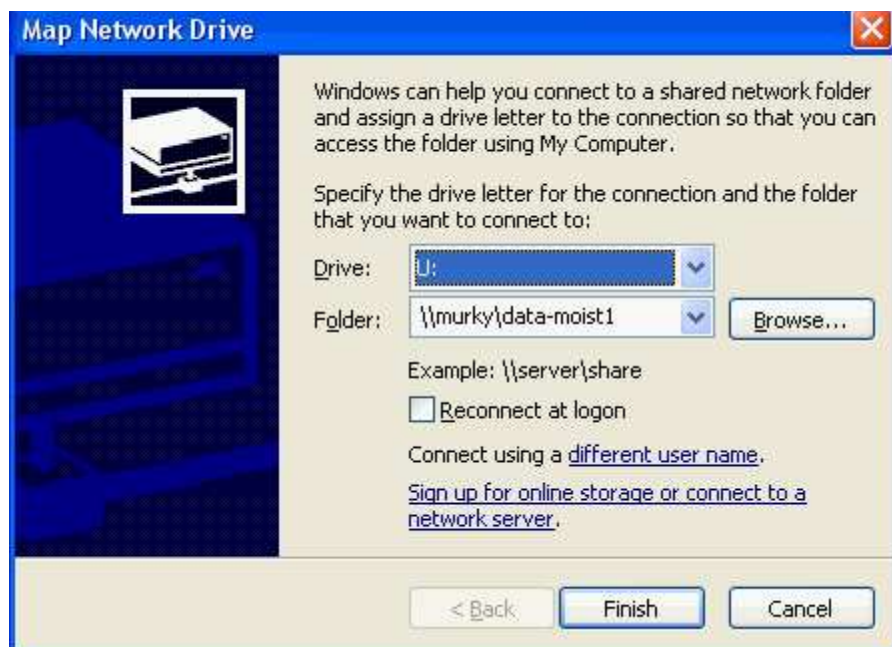 Map Network Drive
Windows can help you connect to a shared network folder
and assign a drive letter to the connection so that you can
access the folder using My Computer.
Specify the drive letter for the connection and the folder
that you want to connect to:
Drive: U:
Folder: \\murky\data-moist1 Browse...
Example: \\server\share
Reconnect at logon
Connect using a different user name.
Sign up for online storage or connect to a
network server.
< Back Finish Cancel